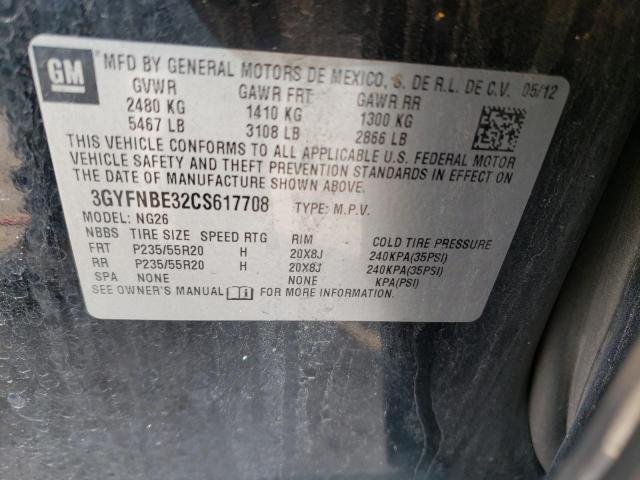 GM
MFD BY GENERAL MOTORS DE MEXICO, S. DE R.L. DE C.V. 05/12
GVWR GAWR FRT GAWR RR
2480 KG 1410 KG 1300 KG
5467 LB 3108 LB 2866 LB
THIS VEHICLE CONFORMS TO ALL APPLICABLE U.S. FEDERAL MOTOR
VEHICLE SAFETY AND THEFT PREVENTION STANDARDS IN EFFECT ON
THE DATE OF MANUFACTURE SHOWN ABOVE.
3GYFNBE32CS617708 TYPE: M.P.V.
MODEL: NG26
NBBS TIRE SIZE SPEED RTG RIM COLD TIRE PRESSURE
FRT P235/55R20 H 20X8J 240KPA(35PSI)
RR P235/55R20 H 20X8J 240KPA(35PSI)
SPA NONE NONE KPA(PSI)
SEE OWNER'S MANUAL FOR MORE INFORMATION.